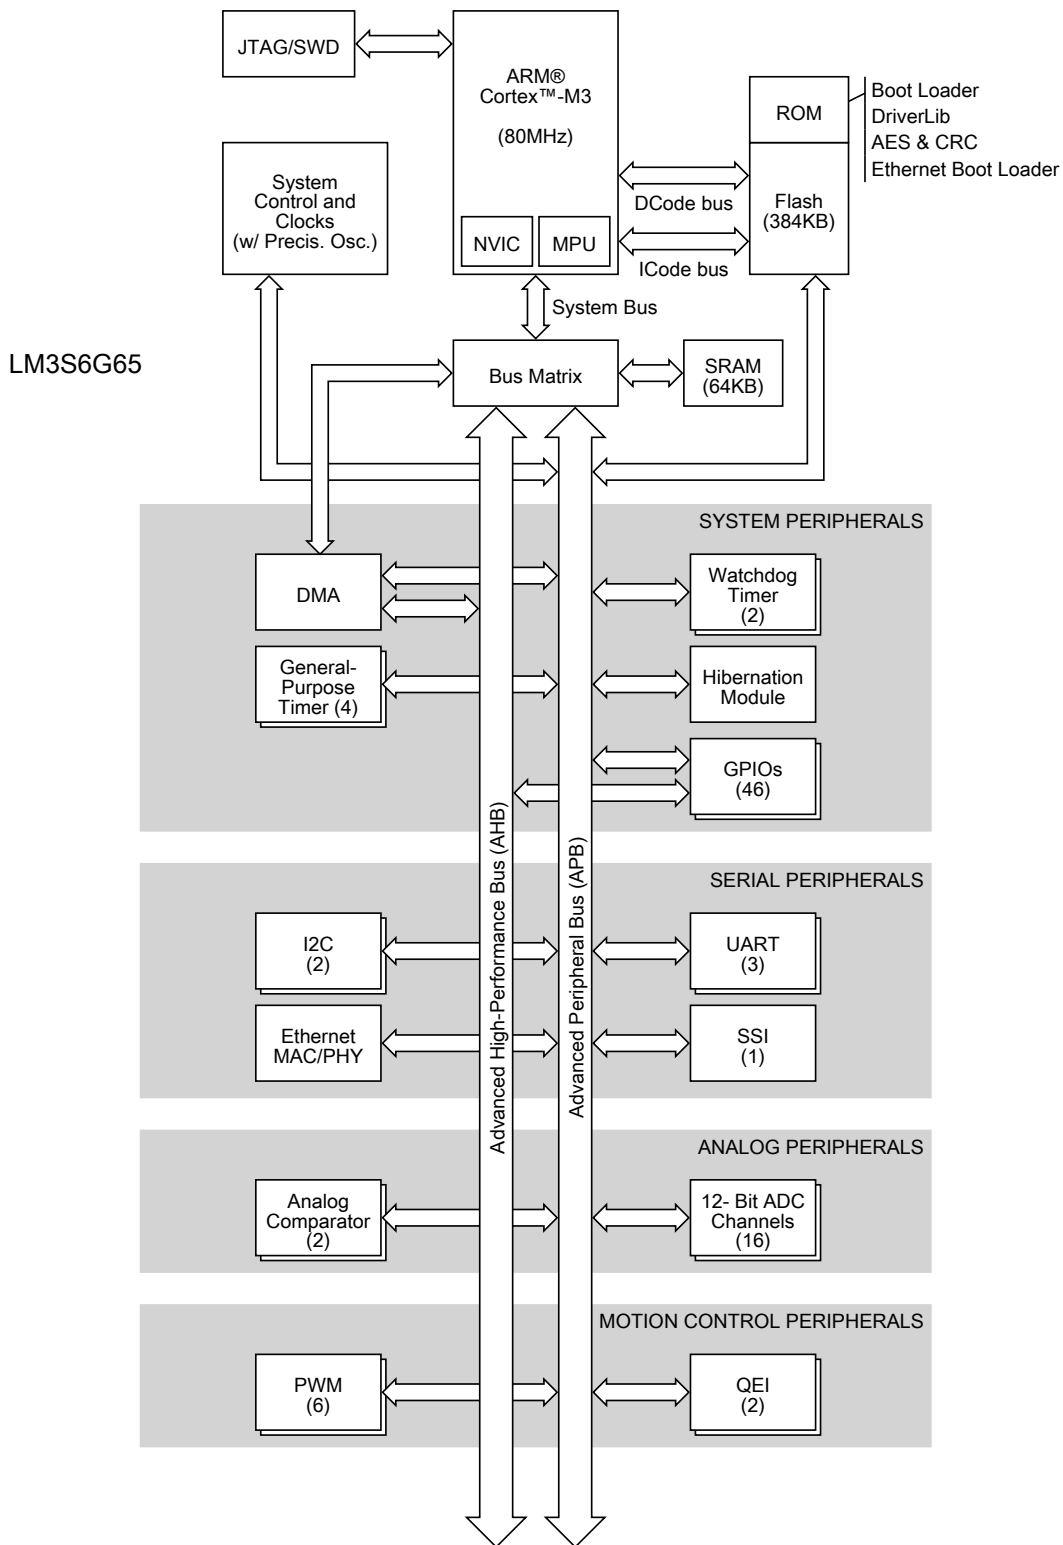 JTAG/SWD
ARM®
Cortex™-M3
(80MHz)
NVIC
MPU
ROM
Boot Loader
DriverLib
AES & CRC
Ethernet Boot Loader
System
Control and
Clocks
(w/ Precis. Osc.)
DCode bus
Flash
(384KB)
ICode bus
System Bus
LM3S6G65
Bus Matrix
SRAM
(64KB)
SYSTEM PERIPHERALS
DMA
Watchdog
Timer
(2)
General-
Purpose
Timer (4)
Hibernation
Module
GPIOs
(46)
Advanced High-Performance Bus (AHB)
Advanced Peripheral Bus (APB)
SERIAL PERIPHERALS
I2C
(2)
UART
(3)
Ethernet
MAC/PHY
SSI
(1)
ANALOG PERIPHERALS
Analog
Comparator
(2)
12- Bit ADC
Channels
(16)
MOTION CONTROL PERIPHERALS
PWM
(6)
QEI
(2)